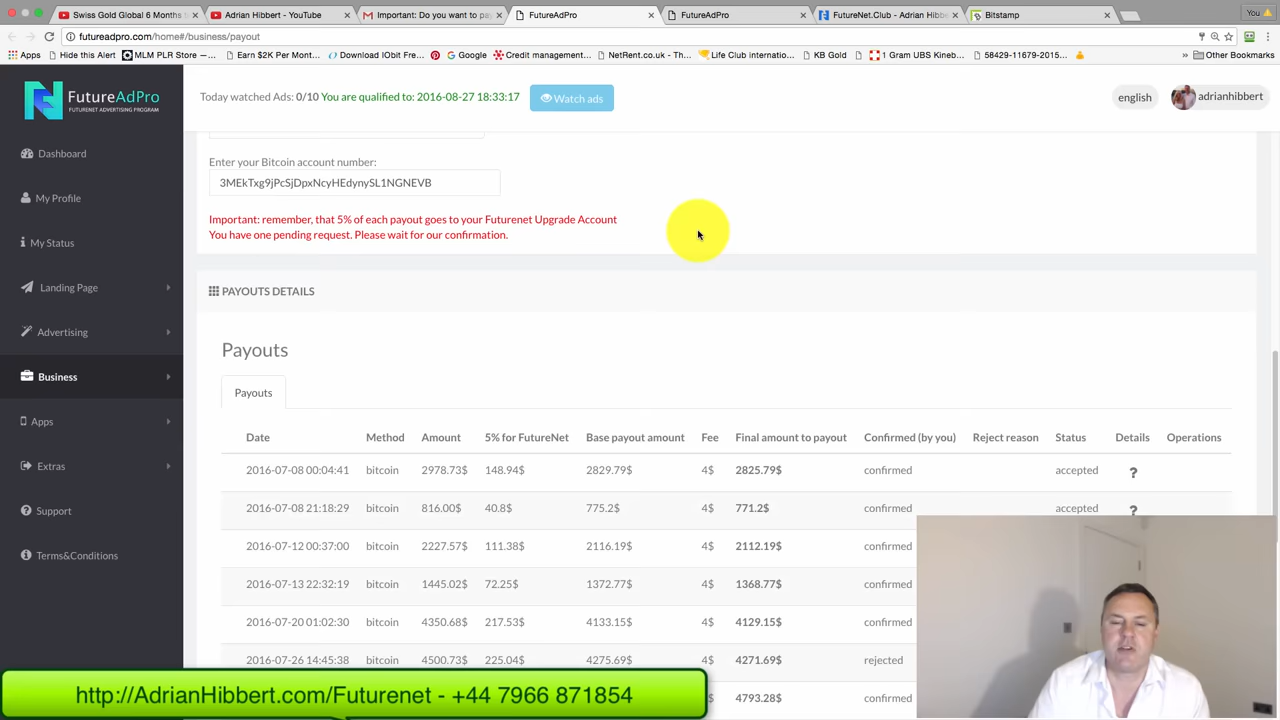 Swiss Gold Global 6 Months
Adrian Hibbert - YouTube
Important: Do you want to pa
FutureAdPro
FutureAdPro
FutureNet.Club - Adrian Hibb
Bitstamp
You
futureadpro.com/home#/business/payout
Apps
Hide this Alert
MLM PLR Store —...
Earn $2K Per Mont...
Download IObit Fre...
Google
Credit management...
NetRent.co.uk - Th...
Life Club internatio...
KB Gold
1 Gram UBS Kineb...
58429-11679-2015...
Other Bookmarks
FutureAdPro
FUTURENET ADVERTISING PROGRAM
Today watched Ads: 0/10 You are qualified to: 2016-08-27 18:33:17
Watch ads
english
adrianhibbert
Dashboard
My Profile
My Status
Landing Page
Advertising
Business
Apps
Extras
Support
Terms&Conditions
Enter your Bitcoin account number:
3MEkTxg9jPcSjDpxNcyHEdynySL1NGNEVB
Important: remember, that 5% of each payout goes to your Futurenet Upgrade Account
You have one pending request. Please wait for our confirmation.
PAYOUTS DETAILS
Payouts
Payouts
Date Method Amount 5% for FutureNet Base payout amount Fee Final amount to payout Confirmed (by you) Reject reason Status Details Operations
2016-07-08 00:04:41 bitcoin 2978.73$ 148.94$ 2829.79$ 4$ 2825.79$ confirmed accepted ?
2016-07-08 21:18:29 bitcoin 816.00$ 40.8$ 775.2$ 4$ 771.2$ confirmed accepted ?
2016-07-12 00:37:00 bitcoin 2227.57$ 111.38$ 2116.19$ 4$ 2112.19$ confirmed
2016-07-13 22:32:19 bitcoin 1445.02$ 72.25$ 1372.77$ 4$ 1368.77$ confirmed
2016-07-20 01:02:30 bitcoin 4350.68$ 217.53$ 4133.15$ 4$ 4129.15$ confirmed
2016-07-26 14:45:38 bitcoin 4500.73$ 225.04$ 4275.69$ 4$ 4271.69$ rejected
$ 4793.28$ confirmed
http://AdrianHibbert.com/Futurenet - +44 7966 871854